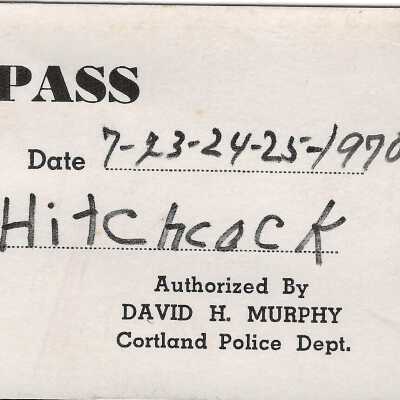 PASS
Date 7-23-24-25-1970
Hitchcock
Authorized By
DAVID H. MURPHY
Cortland Police Dept.